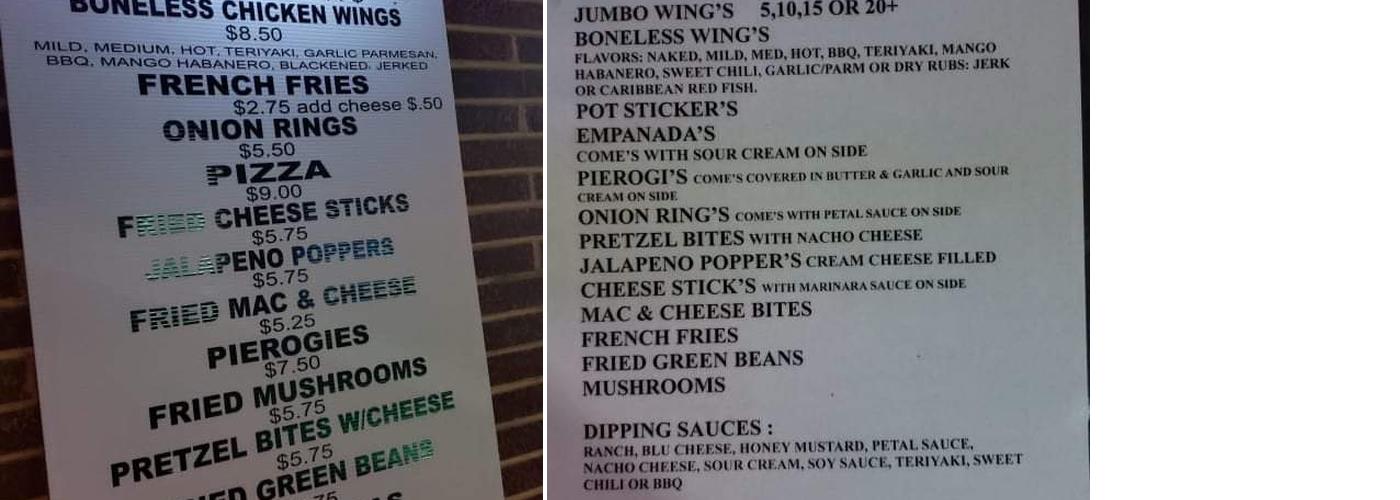 BONELESS CHICKEN WINGS
$8.50
MILD, MEDIUM, HOT, TERIYAKI, GARLIC PARMESAN,
BBQ, MANGO HABANERO, BLACKENED, JERKED
FRENCH FRIES
$2.75 add cheese $.50
ONION RINGS
$5.50
PIZZA
$9.00
FRIED CHEESE STICKS
$5.75
JALAPENO POPPERS
$5.75
FRIED MAC & CHEESE
$5.25
PIEROGIES
$7.50
FRIED MUSHROOMS
$5.75
PRETZEL BITES W/CHEESE
$5.75
GREEN BEANS
JUMBO WING'S 5,10,15 OR 20+
BONELESS WING'S
FLAVORS: NAKED, MILD, MED, HOT, BBQ, TERIYAKI, MANGO
HABANERO, SWEET CHILI, GARLIC/PARM OR DRY RUBS: JERK
OR CARIBBEAN RED FISH.
POT STICKER'S
EMPANADA'S
COME'S WITH SOUR CREAM ON SIDE
PIEROGI'S COME'S COVERED IN BUTTER & GARLIC AND SOUR
CREAM ON SIDE
ONION RING'S COME'S WITH PETAL SAUCE ON SIDE
PRETZEL BITES WITH NACHO CHEESE
JALAPENO POPPER'S CREAM CHEESE FILLED
CHEESE STICK'S WITH MARINARA SAUCE ON SIDE
MAC & CHEESE BITES
FRENCH FRIES
FRIED GREEN BEANS
MUSHROOMS
DIPPING SAUCES :
RANCH, BLU CHEESE, HONEY MUSTARD, PETAL SAUCE,
NACHO CHEESE, SOUR CREAM, SOY SAUCE, TERIYAKI, SWEET
CHILI OR BBQ